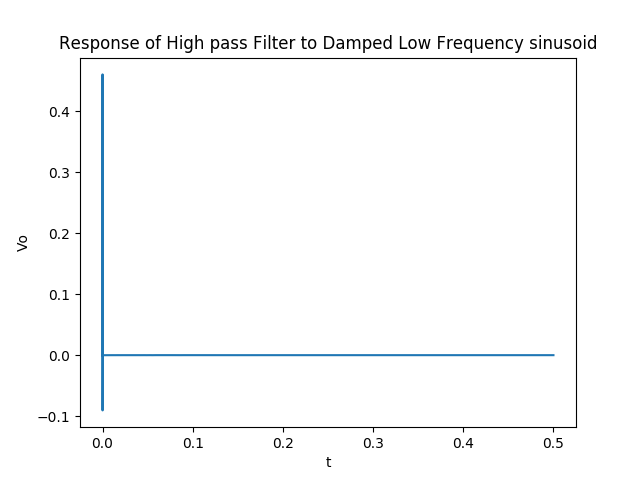 Response of High pass Filter to Damped Low Frequency sinusoid
0.4
0.3
0.2
Vo
0.1
0.0
−0.1
0.0 0.1 0.2 0.3 0.4 0.5
t